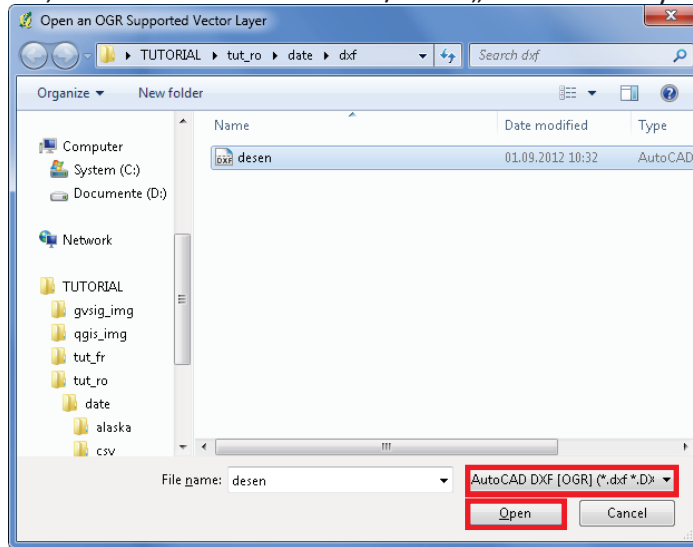 Open an OGR Supported Vector Layer
TUTORIAL ▸ tut_ro ▸ date ▸ dxf
Search dxf
Organize
New folder
Name
Date modified
Type
Computer
System (C:)
Documente (D:)
Network
TUTORIAL
gvsig_img
qgis_img
tut_fr
tut_ro
date
alaska
csv
DXF desen
01.09.2012 10:32
AutoCAD
File name: desen
AutoCAD DXF [OGR] (*.dxf *.DX
Open
Cancel